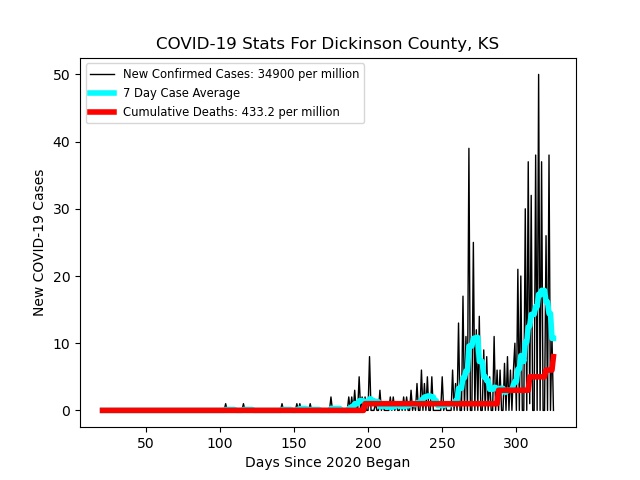 COVID-19 Stats For Dickinson County, KS
New Confirmed Cases: 34900 per million
7 Day Case Average
Cumulative Deaths: 433.2 per million
New COVID-19 Cases
50
40
30
20
10
0
50 100 150 200 250 300
Days Since 2020 Began